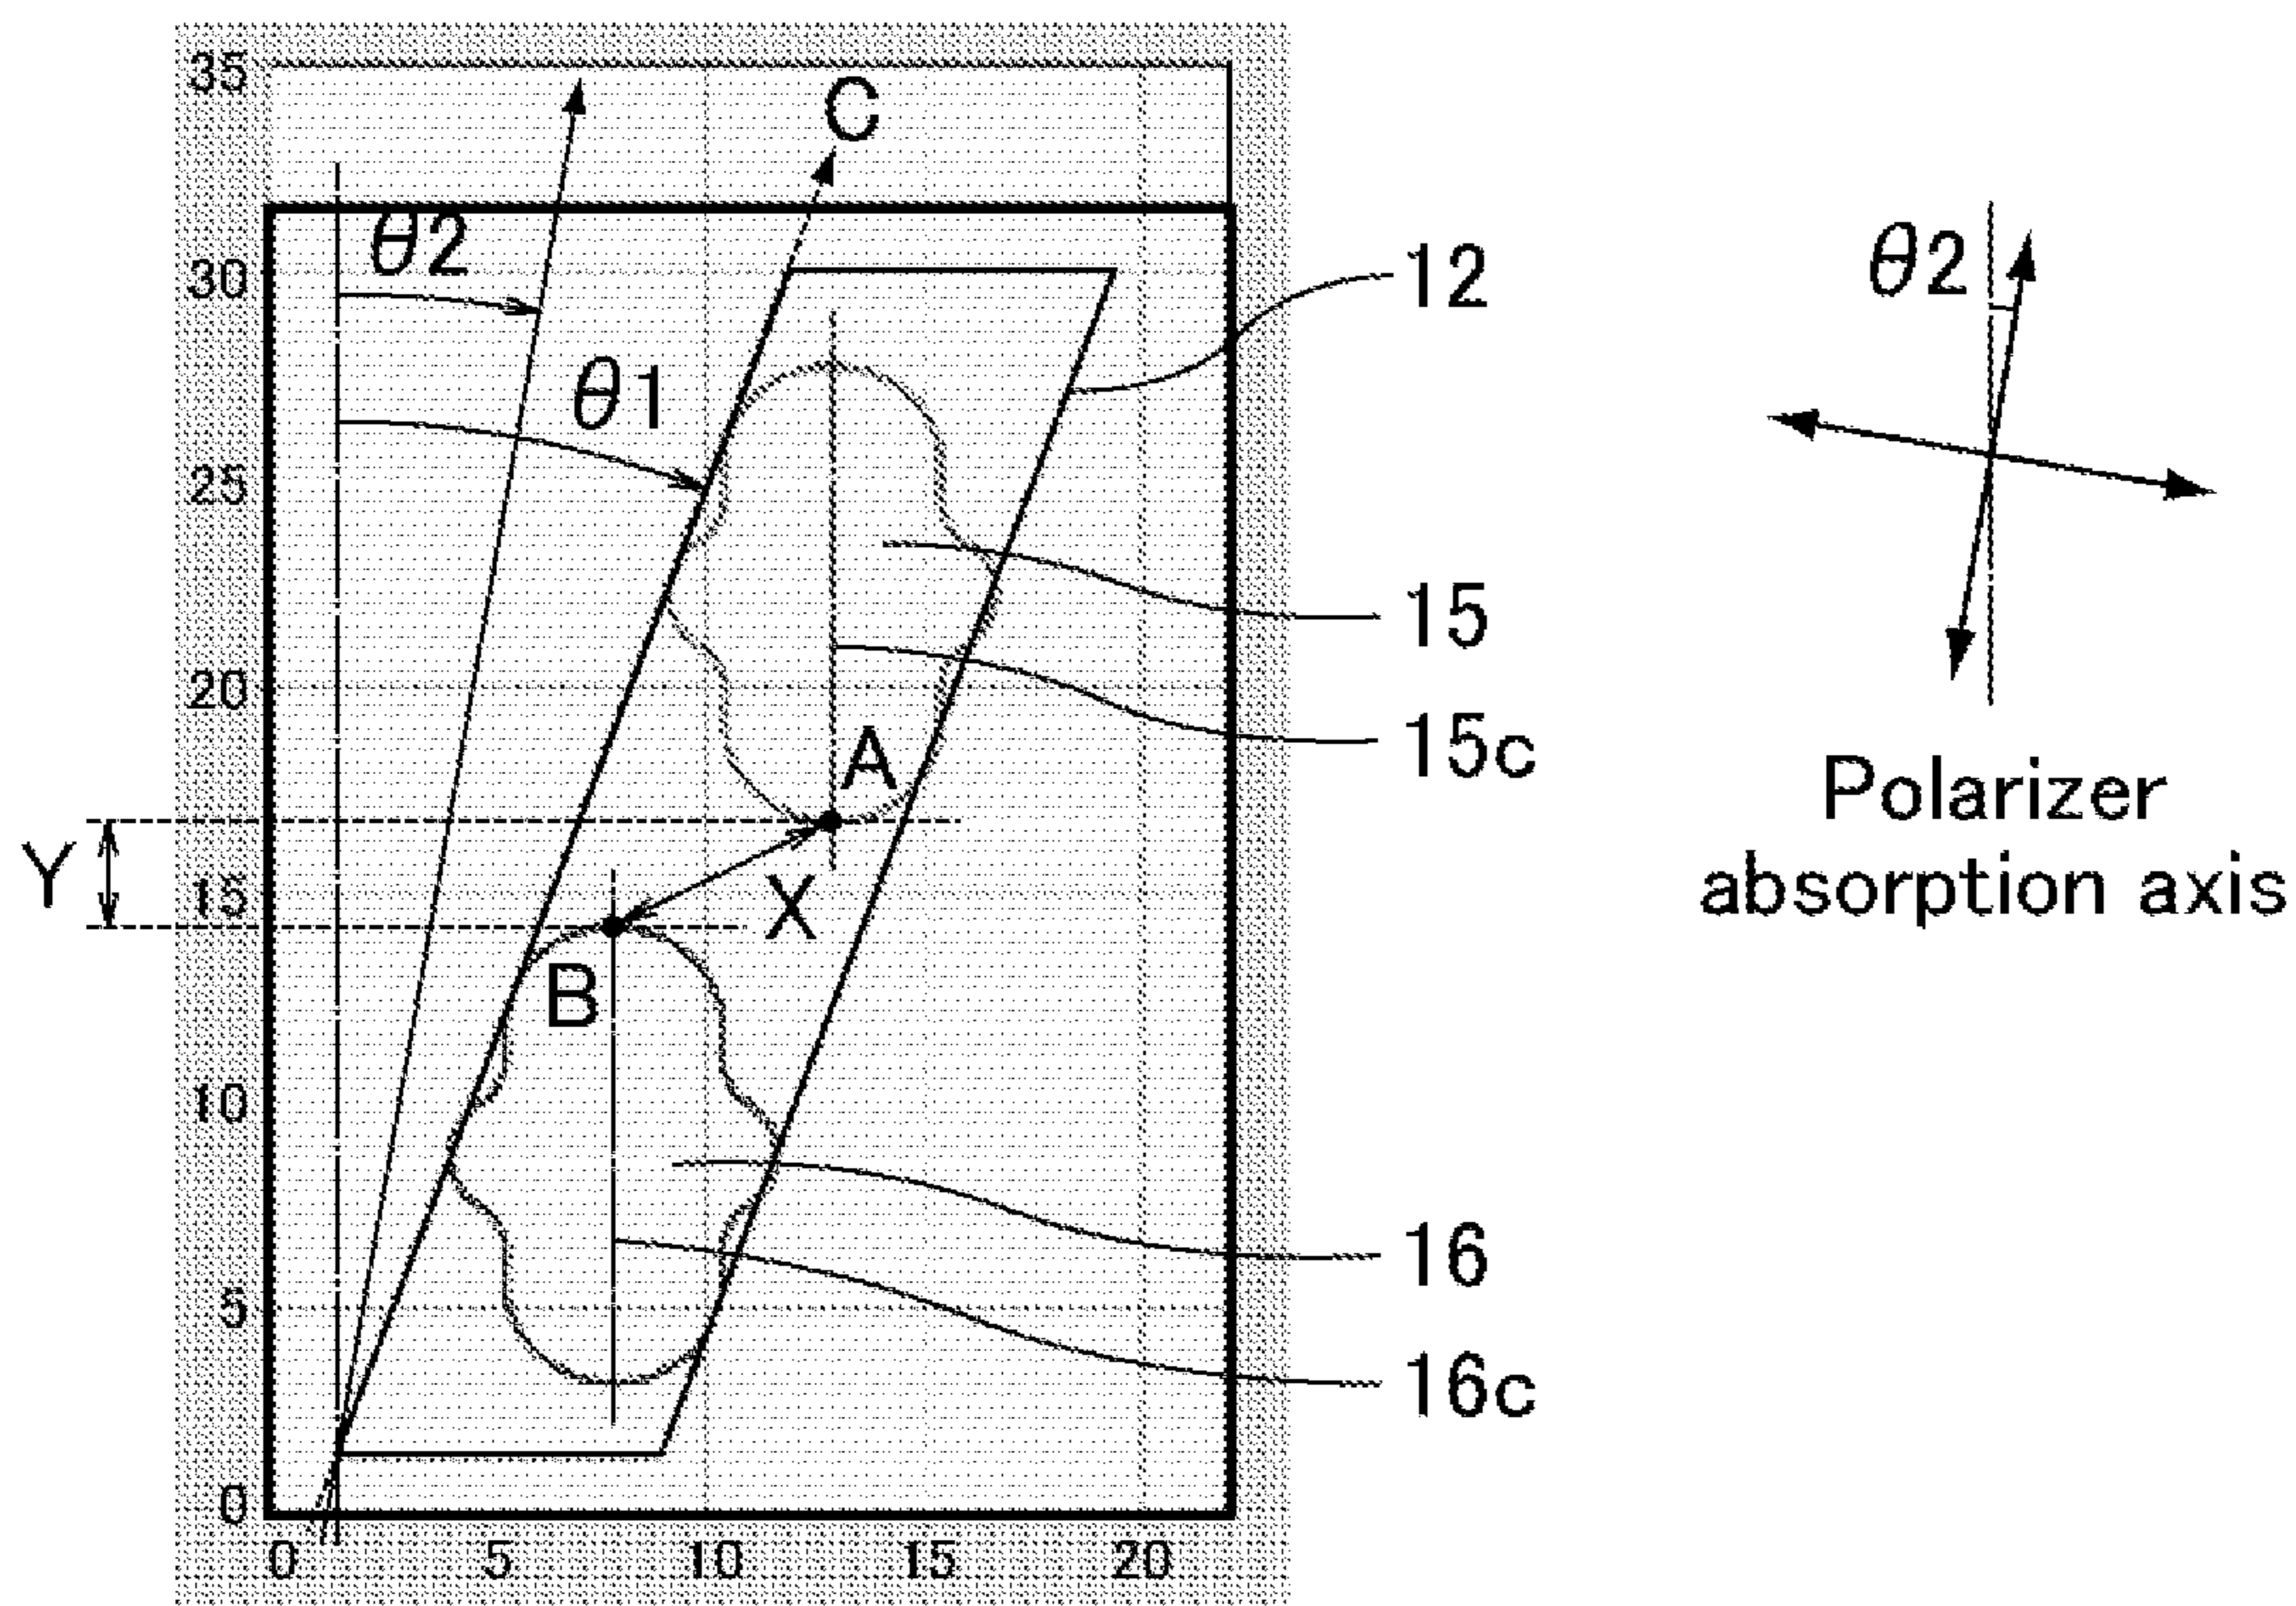 35
C
θ2
30
12
θ2
θ1
25
15
20
15c
A
Polarizer
absorption axis
Y
15
X
B
10
16
5
16c
0
0 5 10 15 20